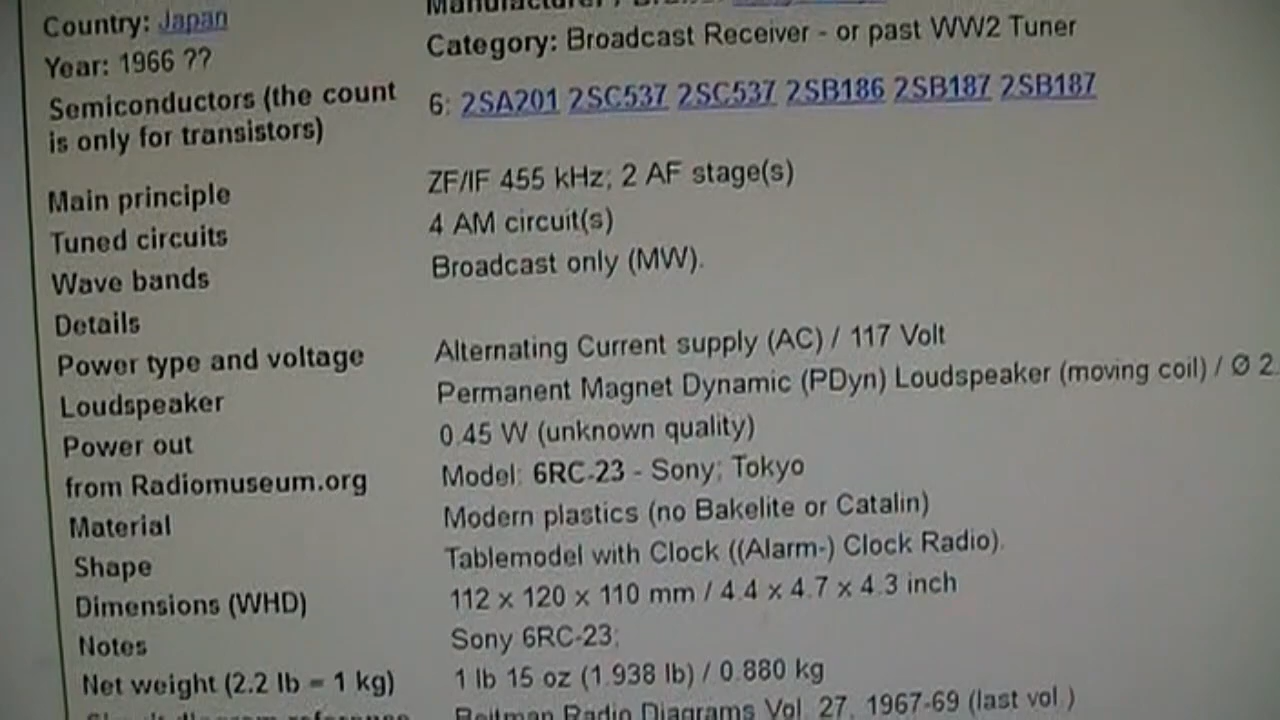 Country: Japan
Year: 1966 ??
Category: Broadcast Receiver - or past WW2 Tuner
Semiconductors (the count is only for transistors)
6: 2SA201 2SC537 2SC537 2SB186 2SB187 2SB187
Main principle
ZF/IF 455 kHz; 2 AF stage(s)
Tuned circuits
4 AM circuit(s)
Wave bands
Broadcast only (MW).
Details
Power type and voltage
Alternating Current supply (AC) / 117 Volt
Loudspeaker
Permanent Magnet Dynamic (PDyn) Loudspeaker (moving coil) / Ø 2
Power out
0.45 W (unknown quality)
from Radiomuseum.org
Model: 6RC-23 - Sony; Tokyo
Material
Modern plastics (no Bakelite or Catalin)
Shape
Tablemodel with Clock ((Alarm-) Clock Radio).
Dimensions (WHD)
112 x 120 x 110 mm / 4.4 x 4.7 x 4.3 inch
Notes
Sony 6RC-23;
Net weight (2.2 lb = 1 kg)
1 lb 15 oz (1.938 lb) / 0.880 kg
Beitman Radio Diagrams Vol. 27, 1967-69 (last vol.)